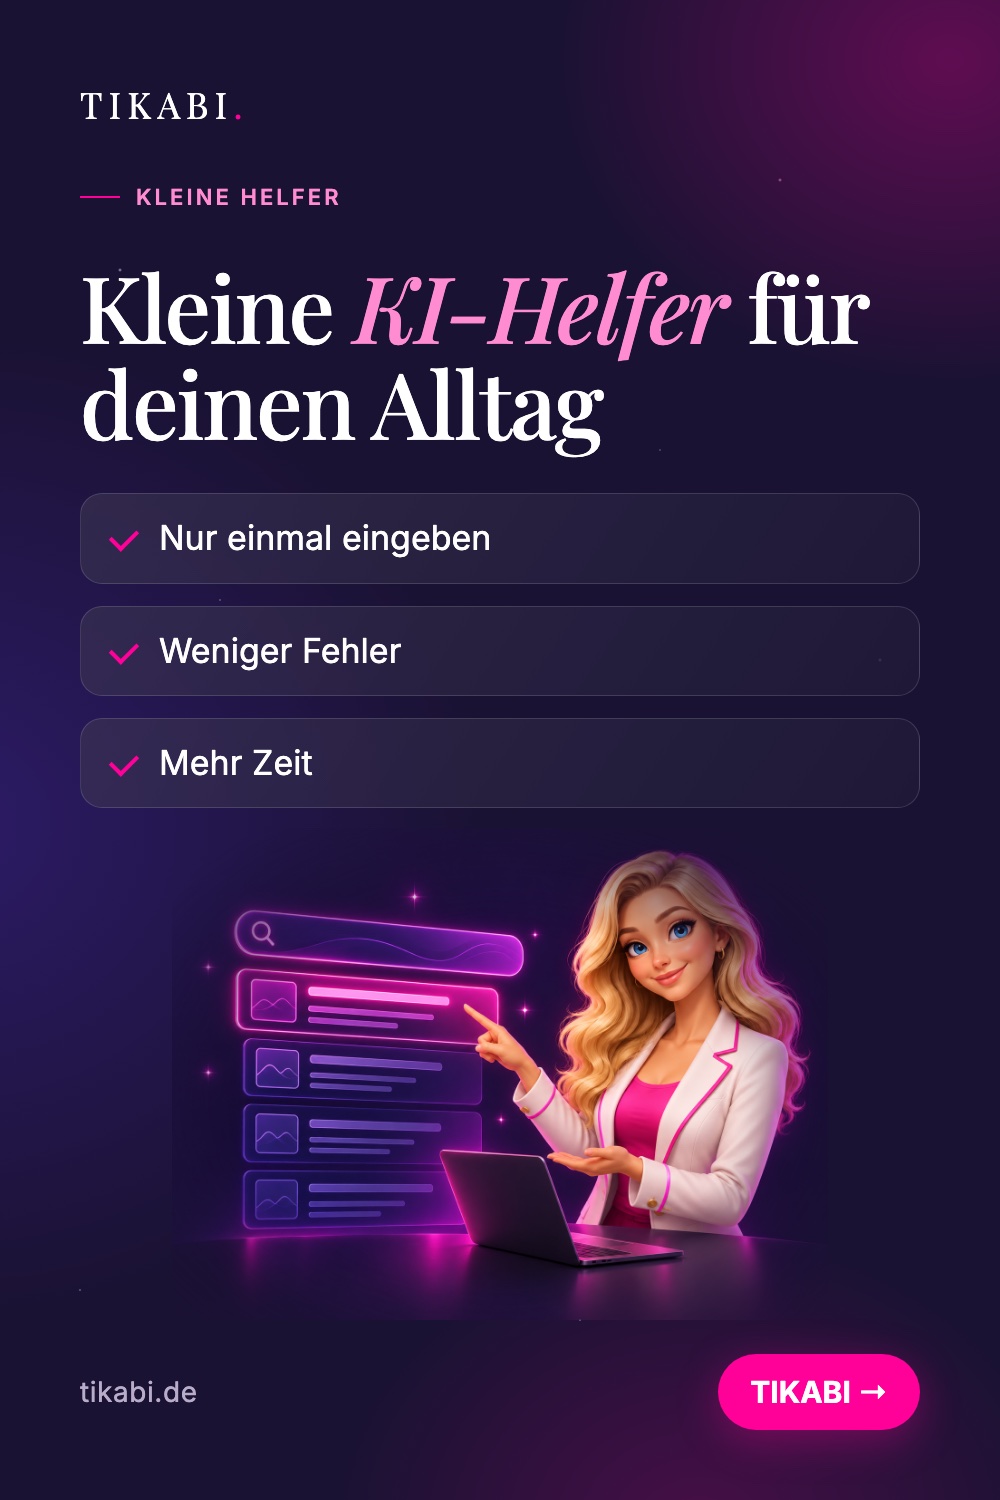 TIKABI.
KLEINE HELFER
Kleine KI-Helfer für
deinen Alltag
Nur einmal eingeben
Weniger Fehler
Mehr Zeit
tikabi.de
TIKABI →